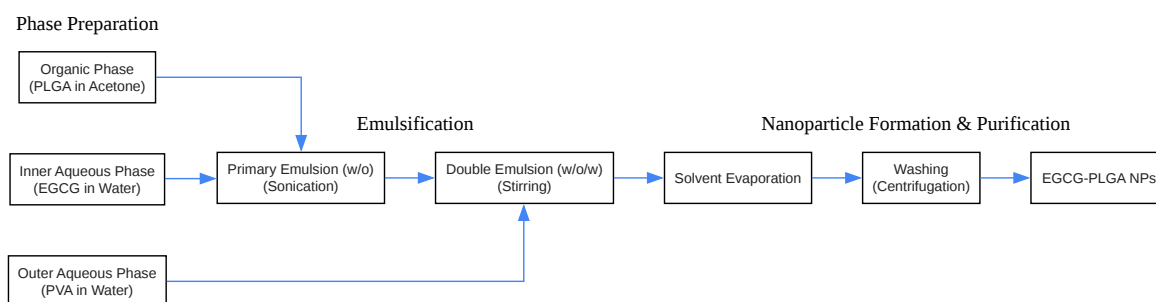 Phase Preparation
Organic Phase
(PLGA in Acetone)
Emulsification
Nanoparticle Formation & Purification
Inner Aqueous Phase
(EGCG in Water)
Primary Emulsion (w/o)
(Sonication)
Double Emulsion (w/o/w)
(Stirring)
Solvent Evaporation
Washing
(Centrifugation)
EGCG-PLGA NPs
Outer Aqueous Phase
(PVA in Water)